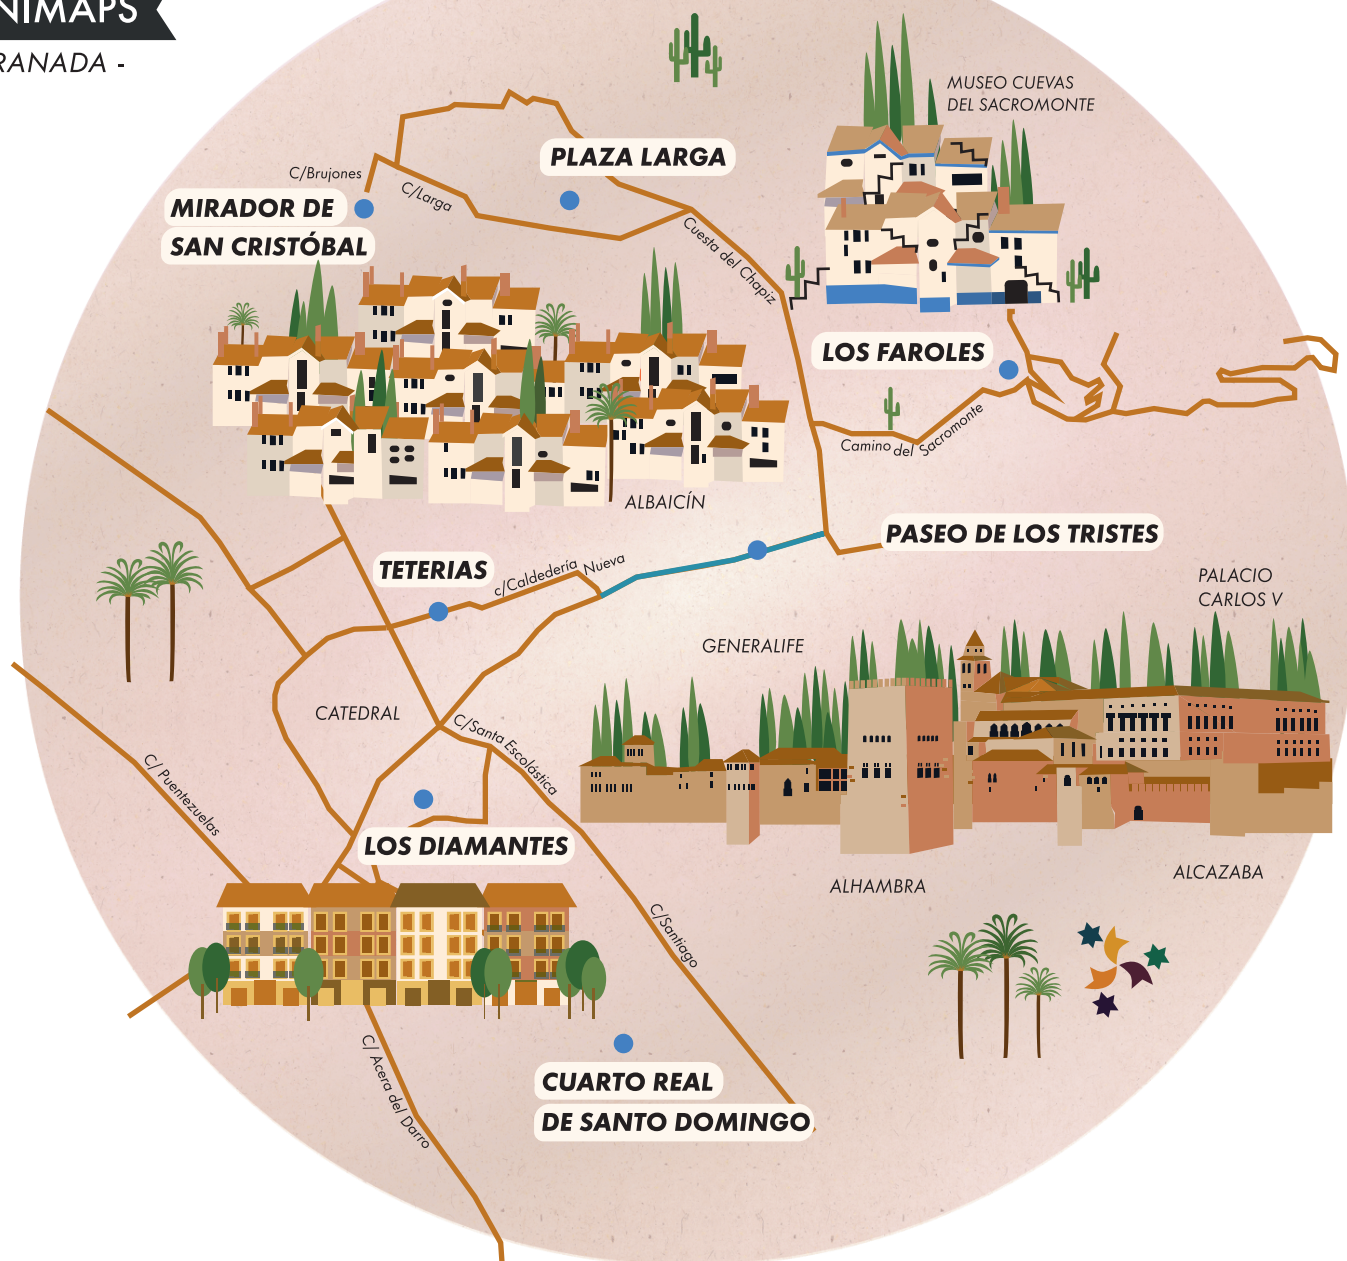 NIMAPS
RANADA -
MUSEO CUEVAS
DEL SACROMONTE
PLAZA LARGA
C/Brujones
C/Larga
MIRADOR DE
SAN CRISTÓBAL
Cuesta del Chapiz
LOS FAROLES
Camino del Sacromonte
ALBAICÍN
PASEO DE LOS TRISTES
TETERIAS
c/Caldedería Nueva
PALACIO
CARLOS V
GENERALIFE
CATEDRAL
C/Santa Escolástica
C/ Puentezuelas
LOS DIAMANTES
ALHAMBRA
ALCAZABA
C/Santiago
C/ Acera del Darro
CUARTO REAL
DE SANTO DOMINGO